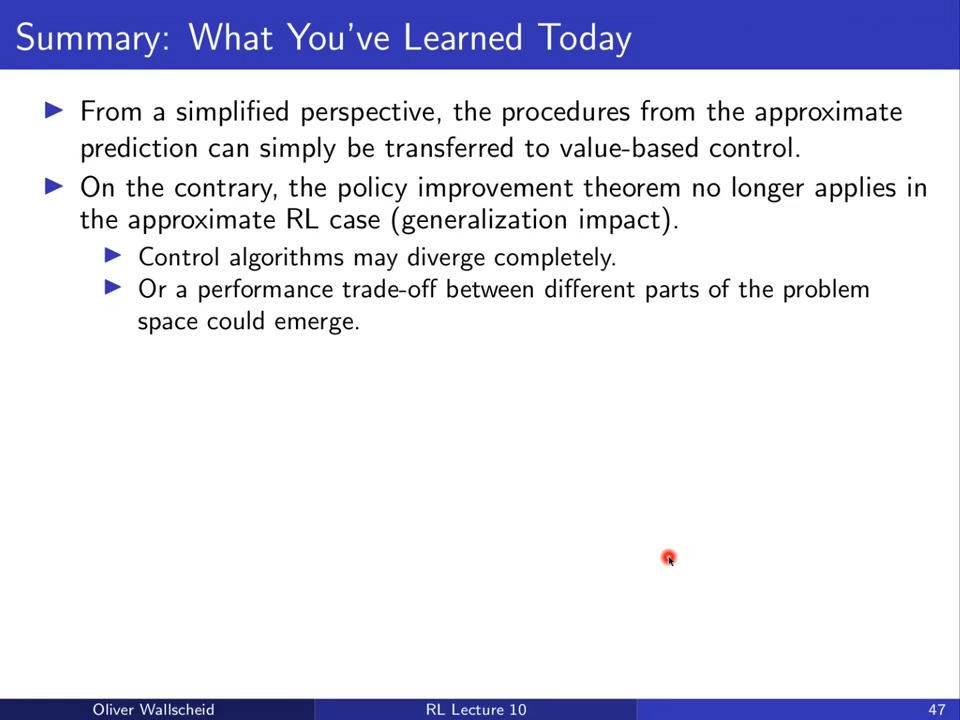 Summary: What You've Learned Today
From a simplified perspective, the procedures from the approximate
prediction can simply be transferred to value-based control.
On the contrary, the policy improvement theorem no longer applies in
the approximate RL case (generalization impact).
Control algorithms may diverge completely.
Or a performance trade-off between different parts of the problem
space could emerge.
Oliver Wallscheid
RL Lecture 10
47